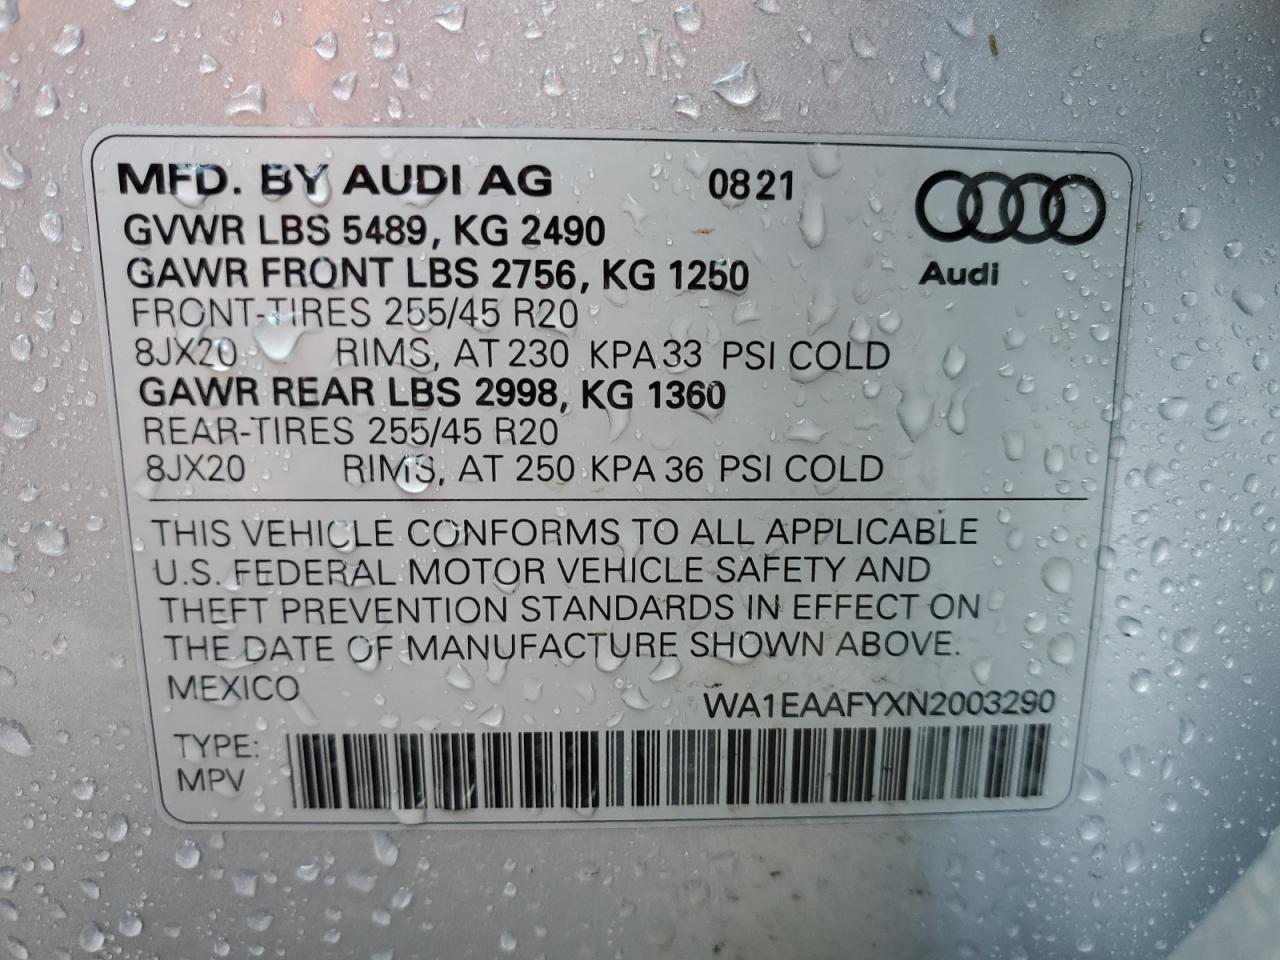 MFD. BY AUDI AG 0821
GVWR LBS 5489, KG 2490
GAWR FRONT LBS 2756, KG 1250
Audi
FRONT-TIRES 255/45 R20
8JX20 RIMS, AT 230 KPA 33 PSI COLD
GAWR REAR LBS 2998, KG 1360
REAR-TIRES 255/45 R20
8JX20 RIMS, AT 250 KPA 36 PSI COLD
THIS VEHICLE CONFORMS TO ALL APPLICABLE
U.S. FEDERAL MOTOR VEHICLE SAFETY AND
THEFT PREVENTION STANDARDS IN EFFECT ON
THE DATE OF MANUFACTURE SHOWN ABOVE.
MEXICO
WA1EAAFYXN2003290
TYPE:
MPV